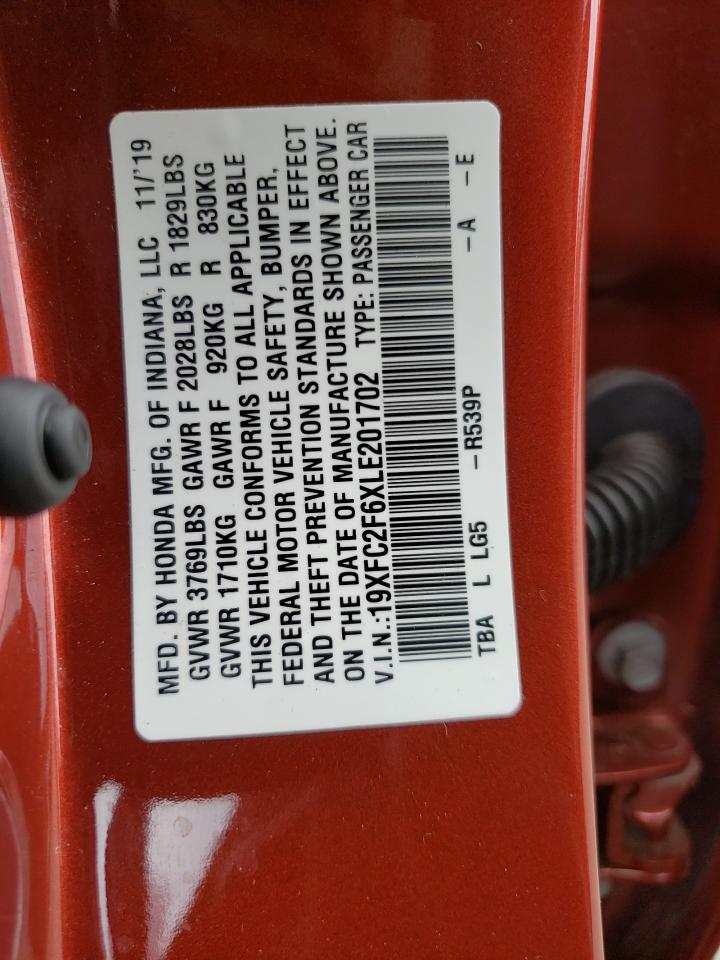 MFD. BY HONDA MFG. OF INDIANA, LLC 11/'19
GVWR 3769LBS GAWR F 2028LBS R 1829LBS
GVWR 1710KG GAWR F 920KG R 830KG
THIS VEHICLE CONFORMS TO ALL APPLICABLE
FEDERAL MOTOR VEHICLE SAFETY, BUMPER,
AND THEFT PREVENTION STANDARDS IN EFFECT
ON THE DATE OF MANUFACTURE SHOWN ABOVE.
V.I.N.:19XFC2F6XLE201702 TYPE: PASSENGER CAR
TBA L LG5 – R539P – A – E